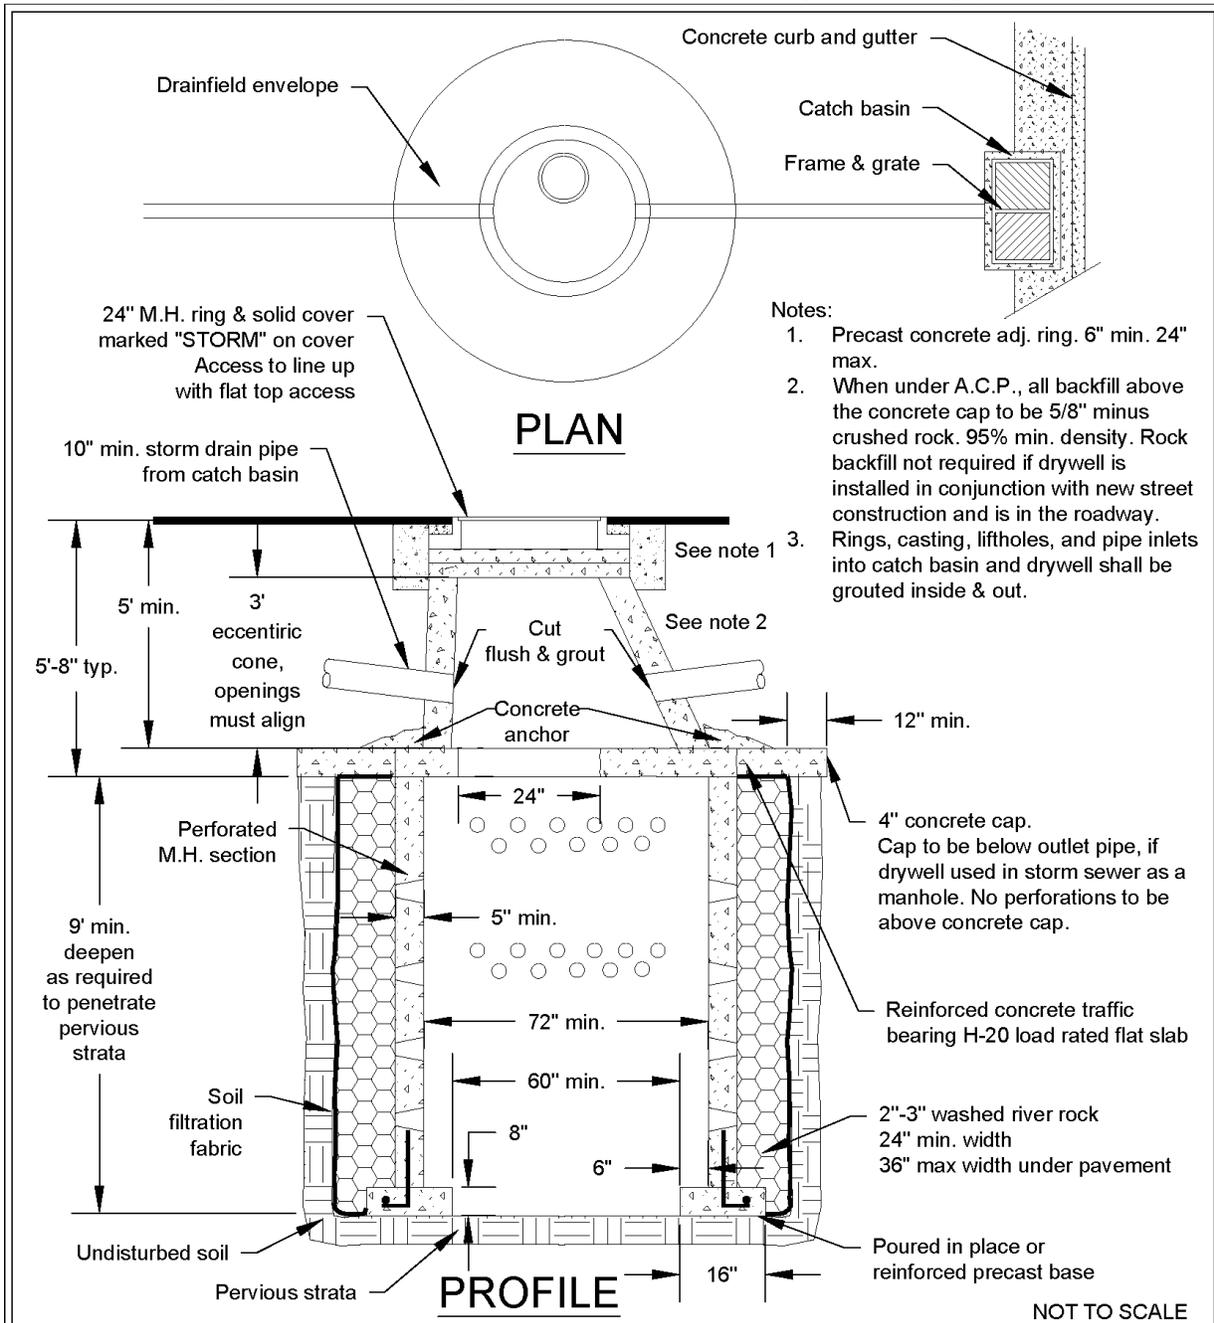 Concrete curb and gutter
Drainfield envelope
Catch basin
Frame & grate
24" M.H. ring & solid cover
marked "STORM" on cover
Access to line up
with flat top access
PLAN
Notes:
1. Precast concrete adj. ring. 6" min. 24"
max.
2. When under A.C.P., all backfill above
the concrete cap to be 5/8" minus
crushed rock. 95% min. density. Rock
backfill not required if drywell is
installed in conjunction with new street
construction and is in the roadway.
3. Rings, casting, liftholes, and pipe inlets
into catch basin and drywell shall be
grouted inside & out.
10" min. storm drain pipe
from catch basin
See note 1
See note 2
5' min.
5'-8" typ.
3'
eccentiric
cone,
openings
must align
Cut
flush & grout
Concrete
anchor
12" min.
24"
Perforated
M.H. section
4" concrete cap.
Cap to be below outlet pipe, if
drywell used in storm sewer as a
manhole. No perforations to be
above concrete cap.
5" min.
9' min.
deepen
as required
to penetrate
pervious
strata
72" min.
Reinforced concrete traffic
bearing H-20 load rated flat slab
60" min.
Soil
filtration
fabric
8"
6"
2"-3" washed river rock
24" min. width
36" max width under pavement
Undisturbed soil
Pervious strata
PROFILE
16"
Poured in place or
reinforced precast base
NOT TO SCALE